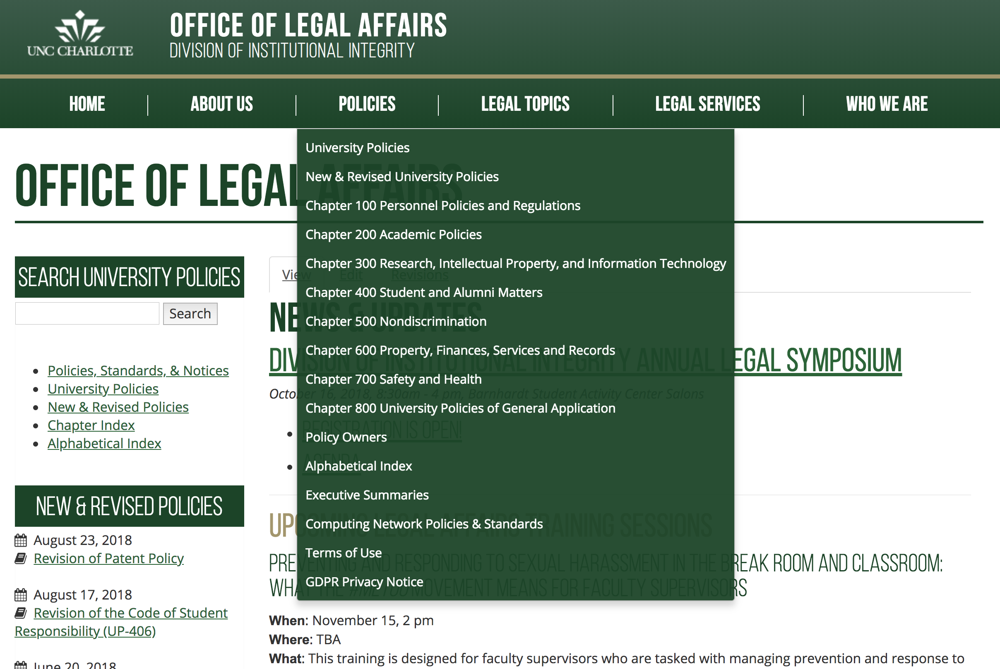 UNC CHARLOTTE
OFFICE OF LEGAL AFFAIRS
DIVISION OF INSTITUTIONAL INTEGRITY
HOME
ABOUT US
POLICIES
LEGAL TOPICS
LEGAL SERVICES
WHO WE ARE
University Policies
New & Revised University Policies
Chapter 100 Personnel Policies and Regulations
Chapter 200 Academic Policies
Chapter 300 Research, Intellectual Property, and Information Technology
Chapter 400 Student and Alumni Matters
Chapter 500 Nondiscrimination
Chapter 600 Property, Finances, Services and Records
Chapter 700 Safety and Health
Chapter 800 University Policies of General Application
Policy Owners
Alphabetical Index
Executive Summaries
Computing Network Policies & Standards
Terms of Use
GDPR Privacy Notice
OFFICE OF LEGAL AFFAIRS
SEARCH UNIVERSITY POLICIES
Search
Policies, Standards, & Notices
University Policies
New & Revised Policies
Chapter Index
Alphabetical Index
NEW & REVISED POLICIES
August 23, 2018
Revision of Patent Policy
August 17, 2018
Revision of the Code of Student
Responsibility (UP-406)
June 20, 2018
View Edit Revisions
NEWS & UPDATES
DIVISION OF INSTITUTIONAL INTEGRITY ANNUAL LEGAL SYMPOSIUM
October 16, 2018, 8:30am - 4 pm, Barnhardt Student Activity Center Salons
REGISTRATION IS OPEN!
AGENDA
UPCOMING LEGAL AFFAIRS TRAINING SESSIONS
PREVENTING AND RESPONDING TO SEXUAL HARASSMENT IN THE BREAK ROOM AND CLASSROOM:
WHAT THE #METOO MOVEMENT MEANS FOR FACULTY SUPERVISORS
When: November 15, 2 pm
Where: TBA
What: This training is designed for faculty supervisors who are tasked with managing prevention and response to